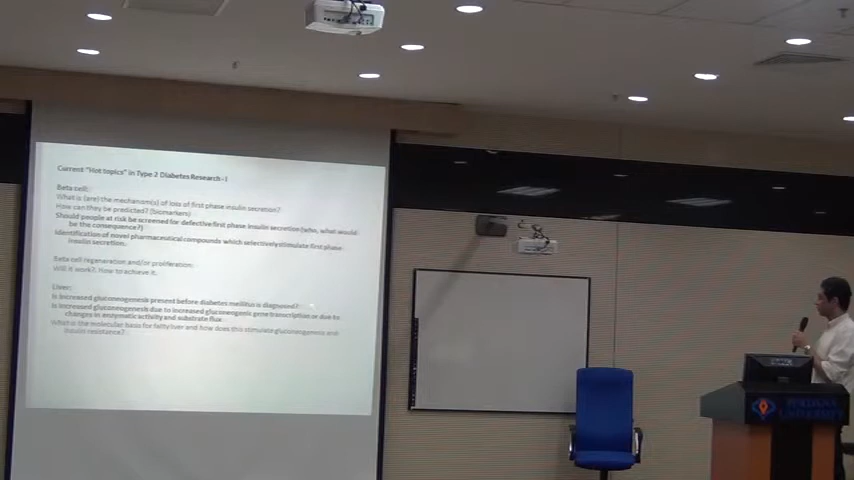 Current "Hot topics" in Type 2 Diabetes Research - I
Beta cell:
What is (are) the mechanism(s) of loss of first phase insulin secretion?
How can they be predicted? (biomarkers)
Should people at risk be screened for defective first phase insulin secretion (who, what would
be the consequence?)
Identification of novel pharmaceutical compounds which selectively stimulate first phase
insulin secretion.
Beta cell regeneration and/or proliferation:
Will it work?. How to achieve it.
Liver:
Is increased gluconeogenesis present before diabetes mellitus is diagnosed?
Is increased gluconeogenesis due to increased gluconeogenic gene transcription or due to
changes in enzymatic activity and substrate flux
What is the molecular basis for fatty liver and how does this stimulate gluconeogenesis and
insulin resistance?
PERDANA
UNIVERSITY